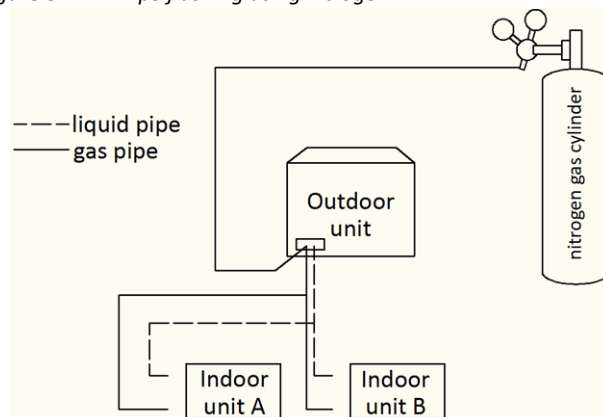 liquid pipe
gas pipe
Outdoor
unit
nitrogen gas cylinder
Indoor
unit A
Indoor
unit B